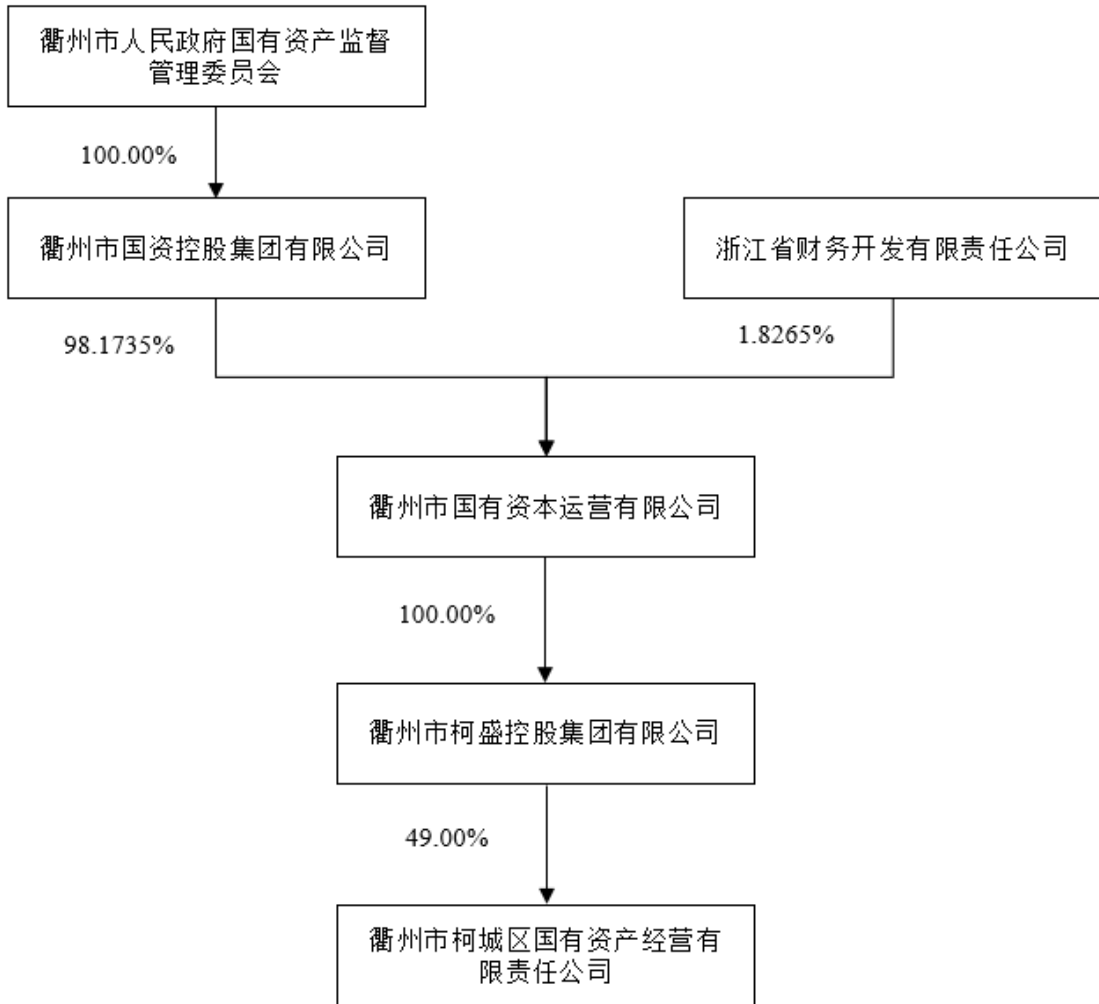 衢州市人民政府国有资产监督
管理委员会
100.00%
衢州市国资控股集团有限公司
浙江省财务开发有限责任公司
98.1735%
1.8265%
衢州市国有资本运营有限公司
100.00%
衢州市柯盛控股集团有限公司
49.00%
衢州市柯城区国有资产经营有
限责任公司